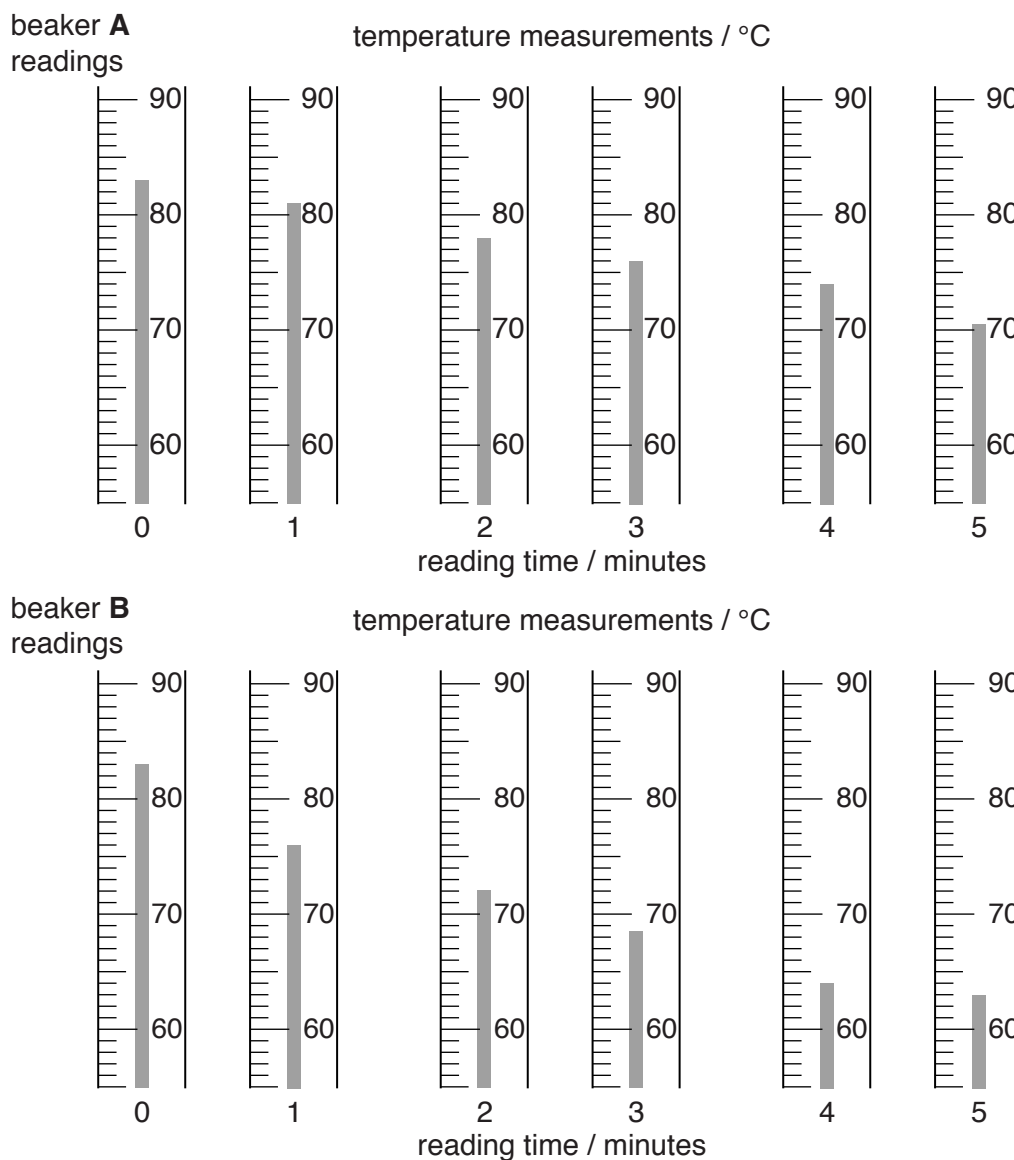 beaker A temperature measurements / °C
readings
90 90 90 90 90 90
80 80 80 80 80 80
70 70 70 70 70 70
60 60 60 60 60 60
0 1 2 3 4 5
reading time / minutes
beaker B temperature measurements / °C
readings
90 90 90 90 90 90
80 80 80 80 80 80
70 70 70 70 70 70
60 60 60 60 60 60
0 1 2 3 4 5
reading time / minutes